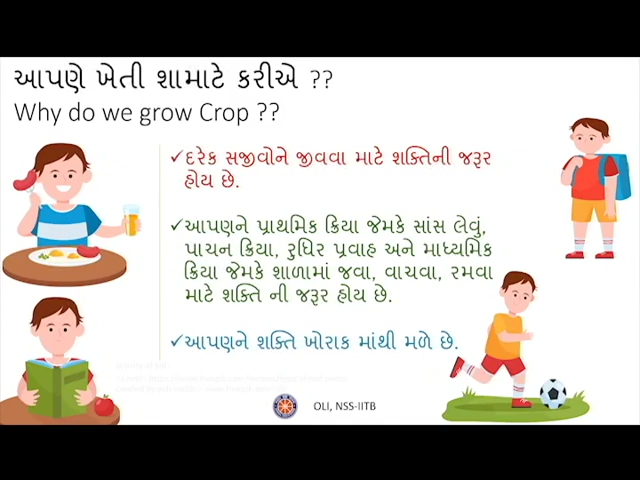 આપણે ખેતી શામાટે કરીએ ??
Why do we grow Crop ??
✓દરેક સજીવોને જીવવા માટે શક્તિની જરૂર
હોય છે.
✓આપણને પ્રાથમિક ક્રિયા જેમકે સાંસ લેવું,
પાચન ક્રિયા, રુધિર પ્રવાહ અને માધ્યમિક
ક્રિયા જેમકે શાળામાં જવા, વાચવા, રમવા
માટે શક્તિ ની જરૂર હોય છે.
✓આપણને શક્તિ ખોરાક માંથી મળે છે.
OLI, NSS-IITB